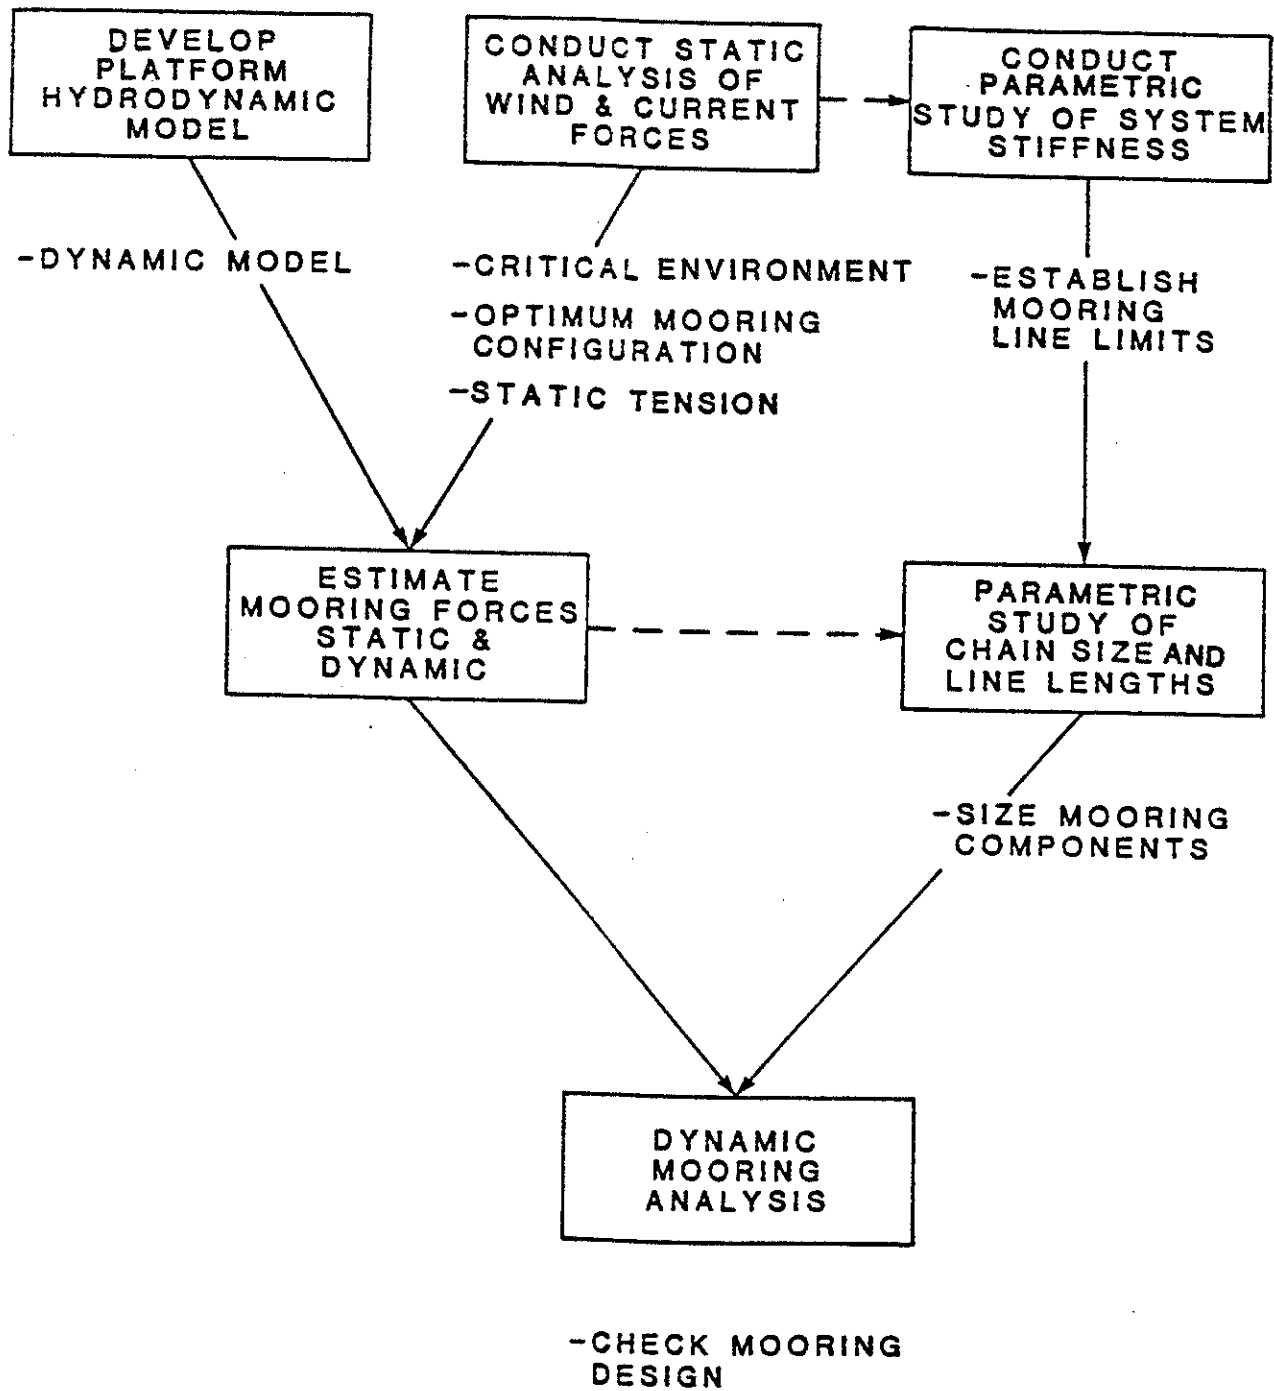 DEVELOP
PLATFORM
HYDRODYNAMIC
MODEL
CONDUCT STATIC
ANALYSIS OF
WIND & CURRENT
FORCES
CONDUCT
PARAMETRIC
STUDY OF SYSTEM
STIFFNESS
-DYNAMIC MODEL
-CRITICAL ENVIRONMENT
-OPTIMUM MOORING
CONFIGURATION
-STATIC TENSION
-ESTABLISH
MOORING
LINE LIMITS
ESTIMATE
MOORING FORCES
STATIC &
DYNAMIC
PARAMETRIC
STUDY OF
CHAIN SIZE AND
LINE LENGTHS
-SIZE MOORING
COMPONENTS
DYNAMIC
MOORING
ANALYSIS
-CHECK MOORING
DESIGN